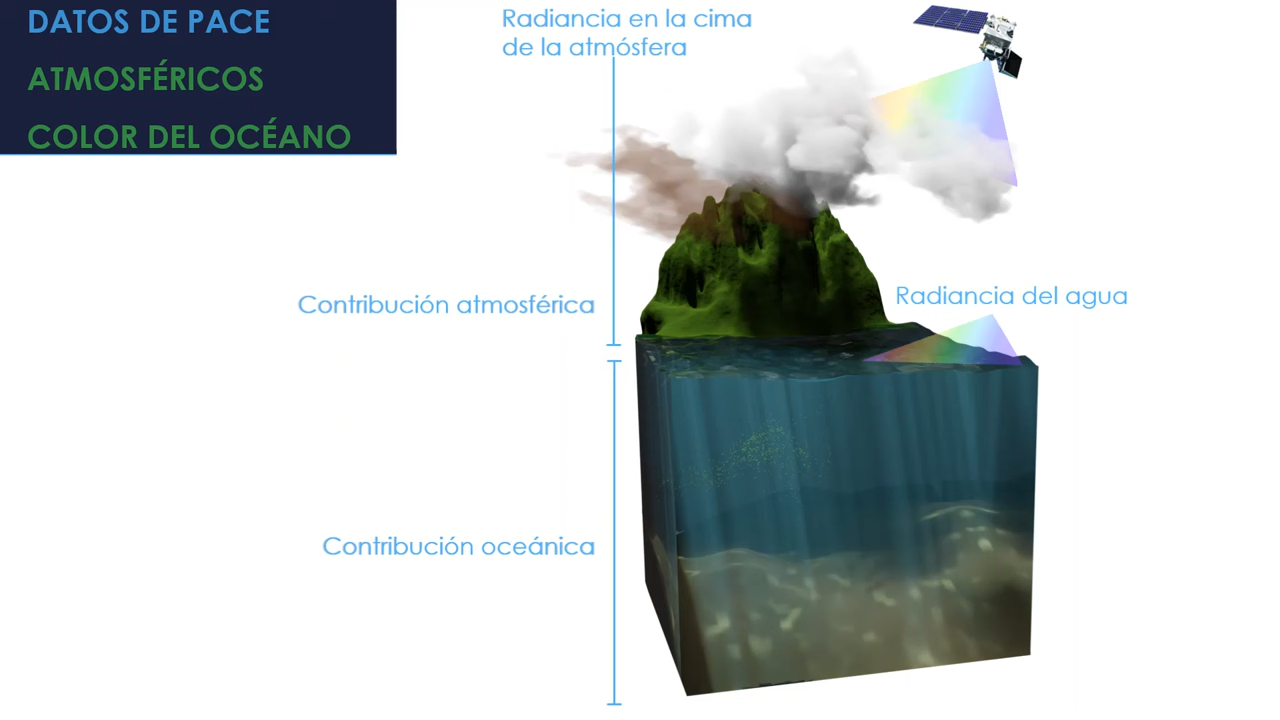 DATOS DE PACE
ATMOSFÉRICOS
COLOR DEL OCÉANO
Radiancia en la cima
de la atmósfera
Contribución atmosférica
Radiancia del agua
Contribución oceánica